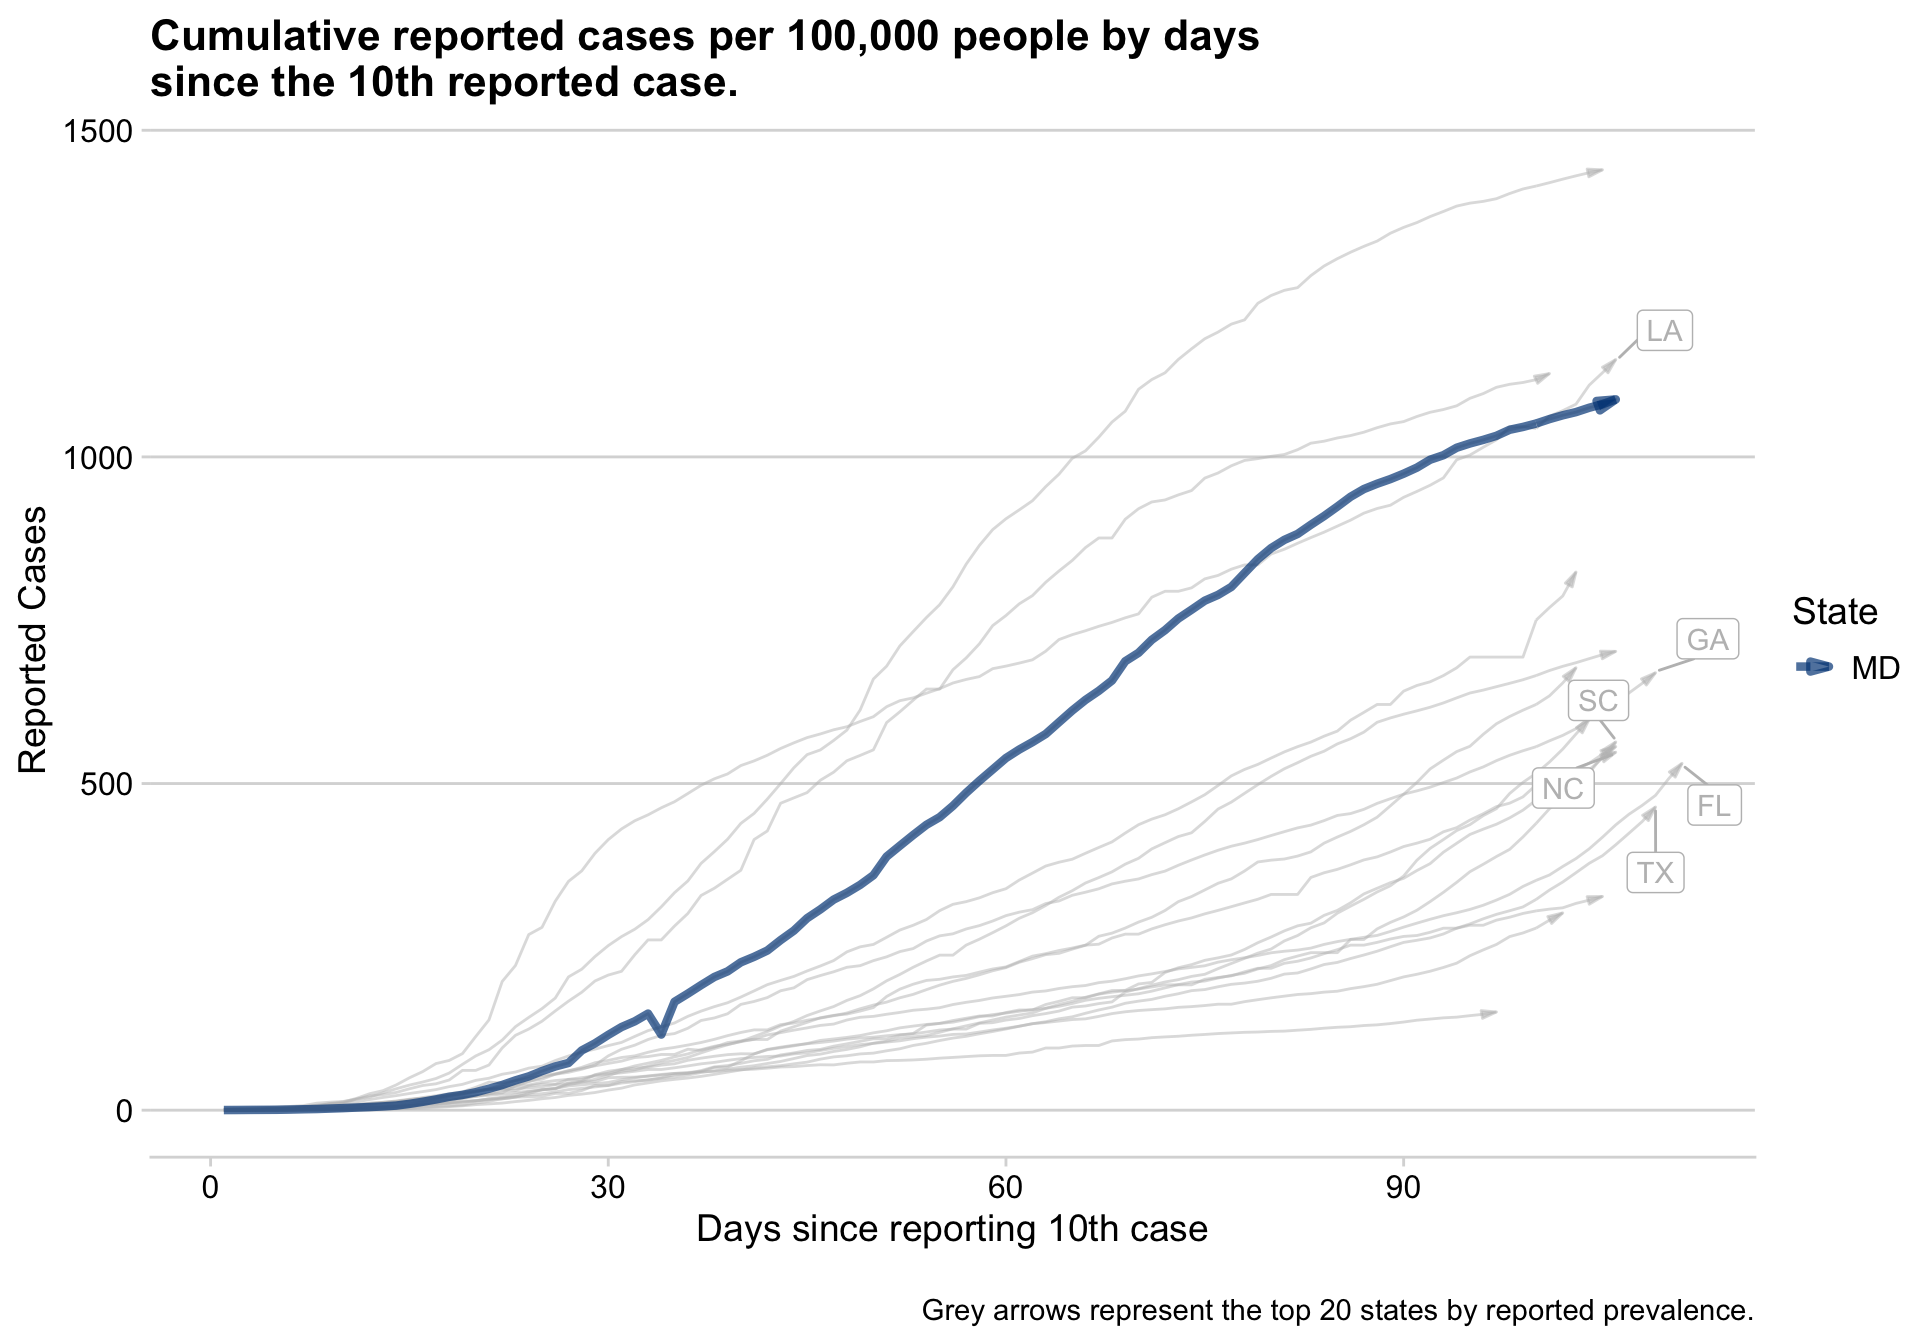 Cumulative reported cases per 100,000 people by days
since the 10th reported case.
1500
1000
500
0
Reported Cases
LA
GA
SC
NC
FL
TX
State
MD
0
30
60
90
Days since reporting 10th case
Grey arrows represent the top 20 states by reported prevalence.